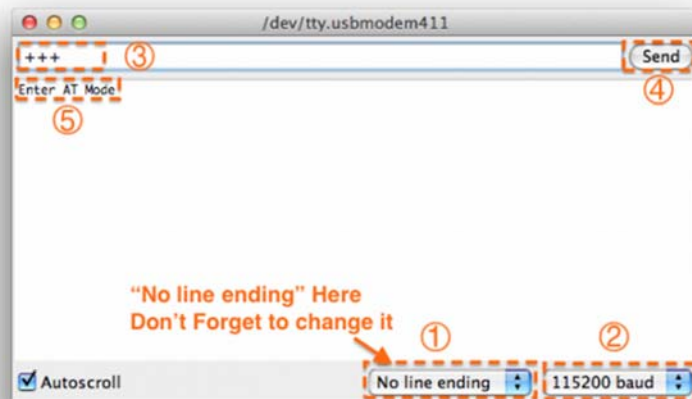 /dev/tty.usbmodem411
+++ ③ Send
④
Enter AT Mode
⑤
“No line ending” Here
Don’t Forget to change it
① ②
Autoscroll No line ending 115200 baud